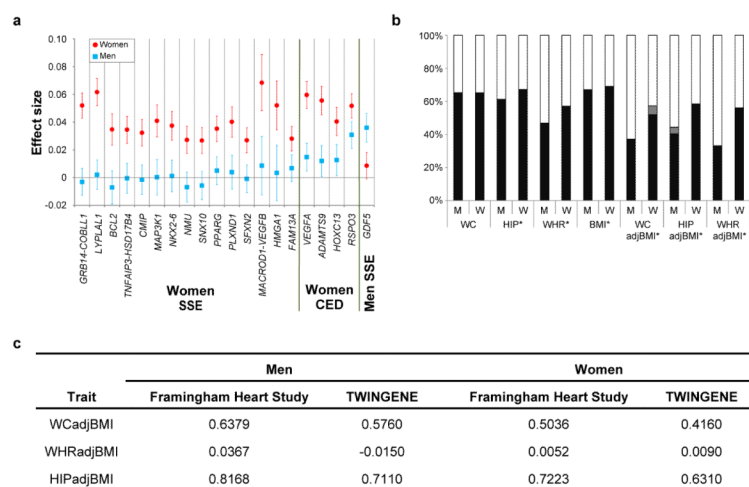 a
Women
Men
Effect size
0.10
0.08
0.06
0.04
0.02
0
-0.02
GRB14-COBLL1
LYPLAL1
BCL2
TNFAIP3-HSD17B4
CMIP
MAP3K1
NKX2-6
NMU
SNX10
PPARG
PLXND1
SFXN2
MACROD1-VEGFB
HMGA1
FAM13A
VEGFA
ADAMTS9
HOXC13
RSPO3
GDF5
Women
SSE
Women
CED
Men SSE
b
100%
80%
60%
40%
20%
0%
M W M W M W M W M W M W M W
WC HIP* WHR* BMI* WC HIP WHR
adjBMI* adjBMI* adjBMI*
c
Men Women
Trait Framingham Heart Study TWINGENE Framingham Heart Study TWINGENE
WCadjBMI 0.6379 0.5760 0.5036 0.4160
WHRadjBMI 0.0367 -0.0150 0.0052 0.0090
HIPadjBMI 0.8168 0.7110 0.7223 0.6310